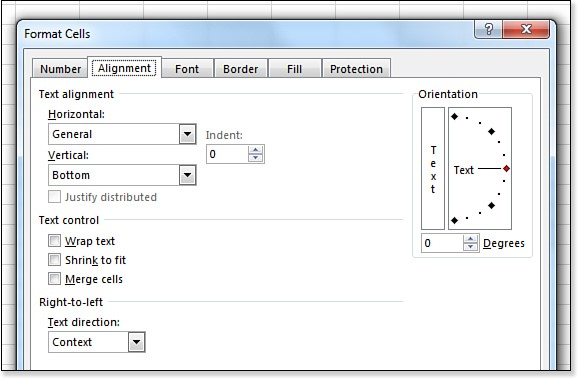 Format Cells
?
Number Alignment Font Border Fill Protection
Text alignment
Horizontal:
General
Indent:
Vertical:
0
Bottom
Justify distributed
Text control
Wrap text
Shrink to fit
Merge cells
Right-to-left
Text direction:
Context
Orientation
Text
Text
0 Degrees